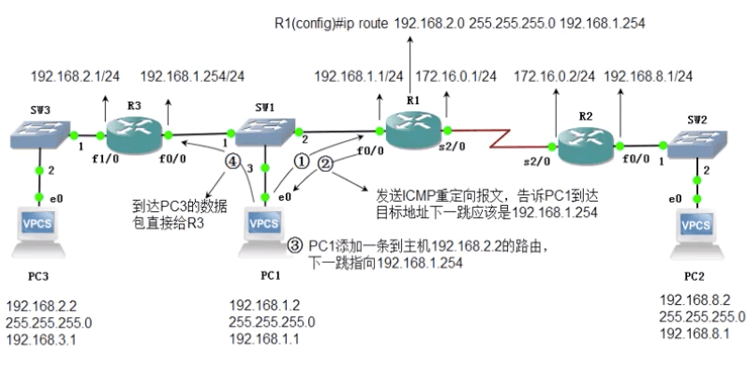 R1(config)#ip route 192.168.2.0 255.255.255.0 192.168.1.254
192.168.2.1/24
192.168.1.254/24
192.168.1.1/24
172.16.0.1/24
172.16.0.2/24
192.168.8.1/24
SW3
R3
SW1
R1
R2
SW2
1
f1/0
f0/0
1
2
f0/0
s2/0
s2/0
f0/0
1
2
e0
3
e0
2
e0
①
②
④
到达PC3的数据
包直接给R3
发送ICMP重定向报文，告诉PC1到达
目标地址下一跳应该是192.168.1.254
③ PC1添加一条到主机192.168.2.2的路由，
下一跳指向192.168.1.254
VPCS
VPCS
VPCS
PC3
PC1
PC2
192.168.2.2
255.255.255.0
192.168.3.1
192.168.1.2
255.255.255.0
192.168.1.1
192.168.8.2
255.255.255.0
192.168.8.1